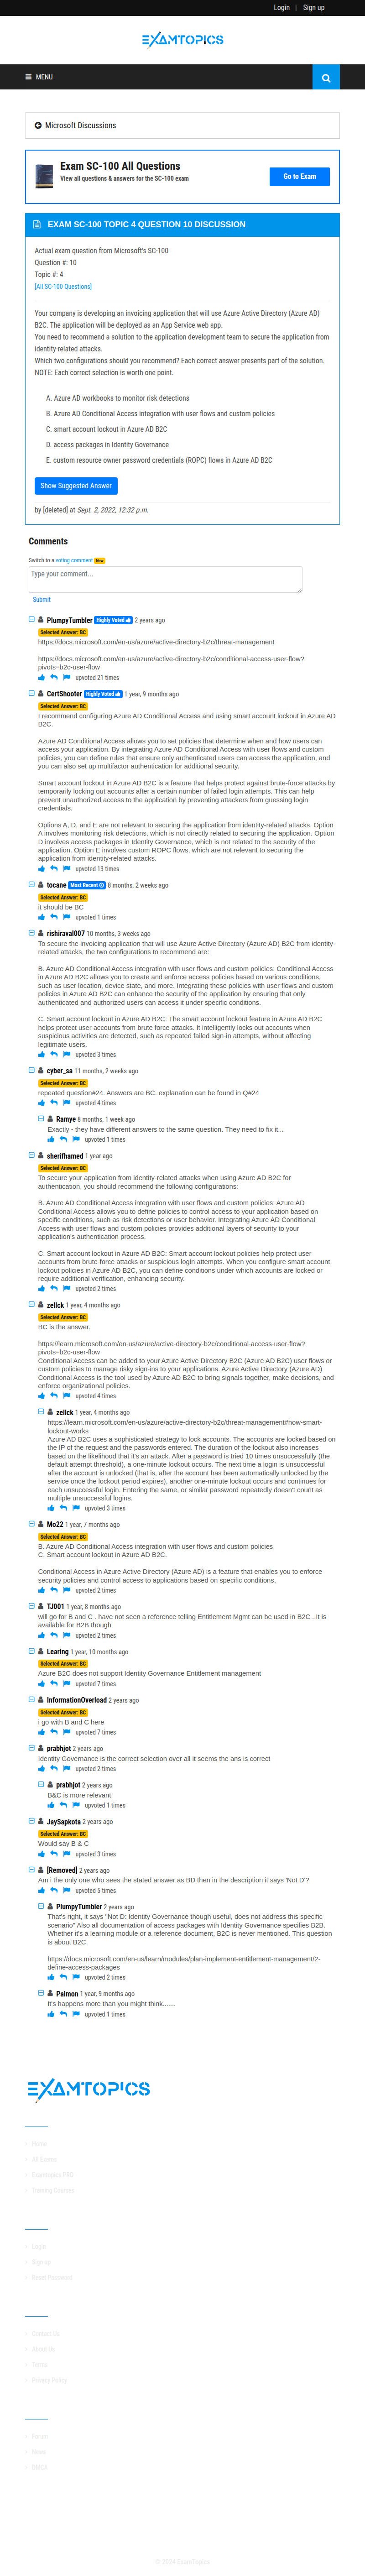 Login | Sign up
EXAMTOPICS
MENU
Microsoft Discussions
Exam SC-100 All Questions
View all questions & answers for the SC-100 exam
Go to Exam
EXAM SC-100 TOPIC 4 QUESTION 10 DISCUSSION
Actual exam question from Microsoft's SC-100
Question #: 10
Topic #: 4
[All SC-100 Questions]
Your company is developing an invoicing application that will use Azure Active Directory (Azure AD)
B2C. The application will be deployed as an App Service web app.
You need to recommend a solution to the application development team to secure the application from
identity-related attacks.
Which two configurations should you recommend? Each correct answer presents part of the solution.
NOTE: Each correct selection is worth one point.
A. Azure AD workbooks to monitor risk detections
B. Azure AD Conditional Access integration with user flows and custom policies
C. smart account lockout in Azure AD B2C
D. access packages in Identity Governance
E. custom resource owner password credentials (ROPC) flows in Azure AD B2C
Show Suggested Answer
by [deleted] at Sept. 2, 2022, 12:32 p.m.
Comments
Switch to a voting comment New
Type your comment...
Submit
PlumpyTumbler Highly Voted 2 years ago
Selected Answer: BC
https://docs.microsoft.com/en-us/azure/active-directory-b2c/threat-management
https://docs.microsoft.com/en-us/azure/active-directory-b2c/conditional-access-user-flow?
pivots=b2c-user-flow
upvoted 21 times
CertShooter Highly Voted 1 year, 9 months ago
Selected Answer: BC
I recommend configuring Azure AD Conditional Access and using smart account lockout in Azure AD
B2C.
Azure AD Conditional Access allows you to set policies that determine when and how users can
access your application. By integrating Azure AD Conditional Access with user flows and custom
policies, you can define rules that ensure only authenticated users can access the application, and
you can also set up multifactor authentication for additional security.
Smart account lockout in Azure AD B2C is a feature that helps protect against brute-force attacks by
temporarily locking out accounts after a certain number of failed login attempts. This can help
prevent unauthorized access to the application by preventing attackers from guessing login
credentials.
Options A, D, and E are not relevant to securing the application from identity-related attacks. Option
A involves monitoring risk detections, which is not directly related to securing the application. Option
D involves access packages in Identity Governance, which is not related to the security of the
application. Option E involves custom ROPC flows, which are not relevant to securing the
application from identity-related attacks.
upvoted 13 times
tocane Most Recent 8 months, 2 weeks ago
Selected Answer: BC
it should be BC
upvoted 1 times
rishiraval007 10 months, 3 weeks ago
To secure the invoicing application that will use Azure Active Directory (Azure AD) B2C from identity-
related attacks, the two configurations to recommend are:
B. Azure AD Conditional Access integration with user flows and custom policies: Conditional Access
in Azure AD B2C allows you to create and enforce access policies based on various conditions,
such as user location, device state, and more. Integrating these policies with user flows and custom
policies in Azure AD B2C can enhance the security of the application by ensuring that only
authenticated and authorized users can access it under specific conditions.
C. Smart account lockout in Azure AD B2C: The smart account lockout feature in Azure AD B2C
helps protect user accounts from brute force attacks. It intelligently locks out accounts when
suspicious activities are detected, such as repeated failed sign-in attempts, without affecting
legitimate users.
upvoted 3 times
cyber_sa 11 months, 2 weeks ago
Selected Answer: BC
repeated question#24. Answers are BC. explanation can be found in Q#24
upvoted 4 times
Ramye 8 months, 1 week ago
Exactly - they have different answers to the same question. They need to fix it...
upvoted 1 times
sherifhamed 1 year ago
Selected Answer: BC
To secure your application from identity-related attacks when using Azure AD B2C for
authentication, you should recommend the following configurations:
B. Azure AD Conditional Access integration with user flows and custom policies: Azure AD
Conditional Access allows you to define policies to control access to your application based on
specific conditions, such as risk detections or user behavior. Integrating Azure AD Conditional
Access with user flows and custom policies provides additional layers of security to your
application's authentication process.
C. Smart account lockout in Azure AD B2C: Smart account lockout policies help protect user
accounts from brute-force attacks or suspicious login attempts. When you configure smart account
lockout policies in Azure AD B2C, you can define conditions under which accounts are locked or
require additional verification, enhancing security.
upvoted 2 times
zellck 1 year, 4 months ago
Selected Answer: BC
BC is the answer.
https://learn.microsoft.com/en-us/azure/active-directory-b2c/conditional-access-user-flow?
pivots=b2c-user-flow
Conditional Access can be added to your Azure Active Directory B2C (Azure AD B2C) user flows or
custom policies to manage risky sign-ins to your applications. Azure Active Directory (Azure AD)
Conditional Access is the tool used by Azure AD B2C to bring signals together, make decisions, and
enforce organizational policies.
upvoted 4 times
zellck 1 year, 4 months ago
https://learn.microsoft.com/en-us/azure/active-directory-b2c/threat-management#how-smart-
lockout-works
Azure AD B2C uses a sophisticated strategy to lock accounts. The accounts are locked based on
the IP of the request and the passwords entered. The duration of the lockout also increases
based on the likelihood that it's an attack. After a password is tried 10 times unsuccessfully (the
default attempt threshold), a one-minute lockout occurs. The next time a login is unsuccessful
after the account is unlocked (that is, after the account has been automatically unlocked by the
service once the lockout period expires), another one-minute lockout occurs and continues for
each unsuccessful login. Entering the same, or similar password repeatedly doesn't count as
multiple unsuccessful logins.
upvoted 3 times
Mo22 1 year, 7 months ago
Selected Answer: BC
B. Azure AD Conditional Access integration with user flows and custom policies
C. Smart account lockout in Azure AD B2C.
Conditional Access in Azure Active Directory (Azure AD) is a feature that enables you to enforce
security policies and control access to applications based on specific conditions,
upvoted 2 times
TJ001 1 year, 8 months ago
will go for B and C . have not seen a reference telling Entitlement Mgmt can be used in B2C ..It is
available for B2B though
upvoted 2 times
Learing 1 year, 10 months ago
Selected Answer: BC
Azure B2C does not support Identity Governance Entitlement management
upvoted 7 times
InformationOverload 2 years ago
Selected Answer: BC
i go with B and C here
upvoted 7 times
prabhjot 2 years ago
Identity Governance is the correct selection over all it seems the ans is correct
upvoted 2 times
prabhjot 2 years ago
B&C is more relevant
upvoted 1 times
JaySapkota 2 years ago
Selected Answer: BC
Would say B & C
upvoted 3 times
[Removed] 2 years ago
Am i the only one who sees the stated answer as BD then in the description it says 'Not D'?
upvoted 5 times
PlumpyTumbler 2 years ago
That's right, it says "Not D: Identity Governance though useful, does not address this specific
scenario" Also all documentation of access packages with Identity Governance specifies B2B.
Whether it's a learning module or a reference document, B2C is never mentioned. This question
is about B2C.
https://docs.microsoft.com/en-us/learn/modules/plan-implement-entitlement-management/2-
define-access-packages
upvoted 2 times
Paimon 1 year, 9 months ago
It's happens more than you might think......
upvoted 1 times
EXAMTOPICS
Home
All Exams
Examtopics PRO
Training Courses
Login
Sign up
Reset Password
Contact Us
About Us
Terms
Privacy Policy
Forum
News
DMCA
© 2024 ExamTopics